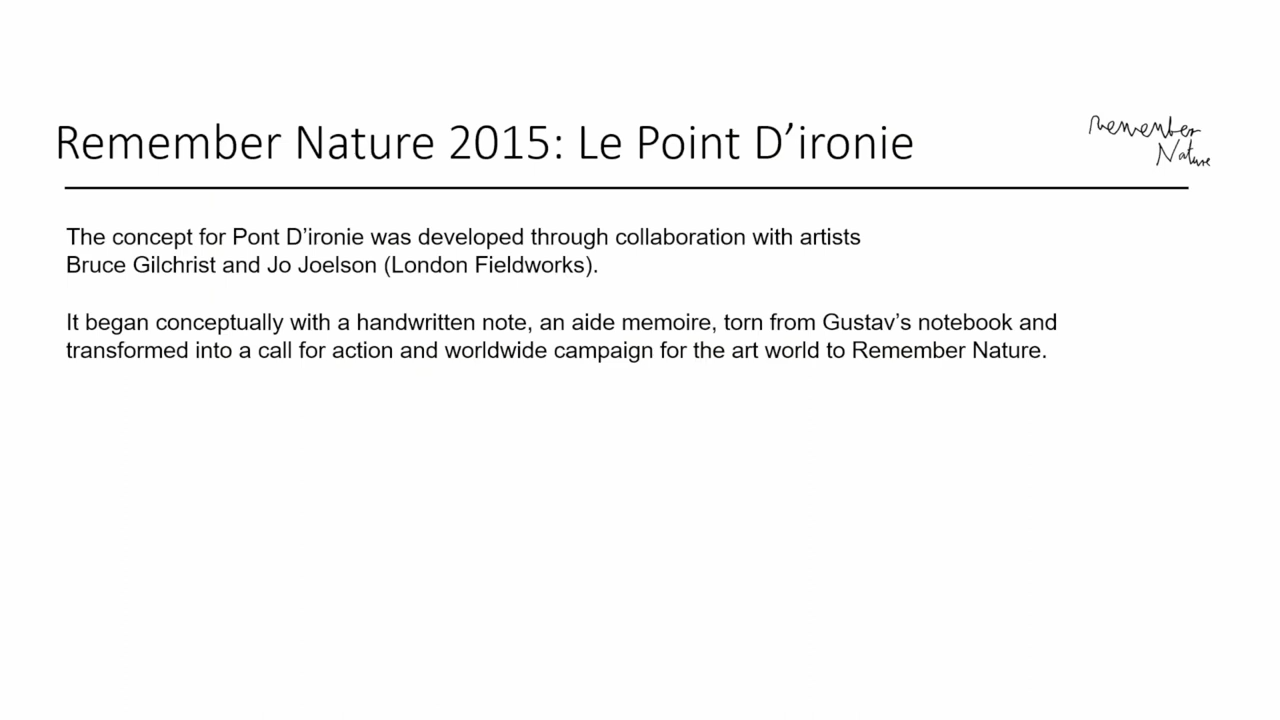 Remember Nature 2015: Le Point D’ironie
remember
Nature
The concept for Pont D’ironie was developed through collaboration with artists
Bruce Gilchrist and Jo Joelson (London Fieldworks).
It began conceptually with a handwritten note, an aide memoire, torn from Gustav’s notebook and
transformed into a call for action and worldwide campaign for the art world to Remember Nature.